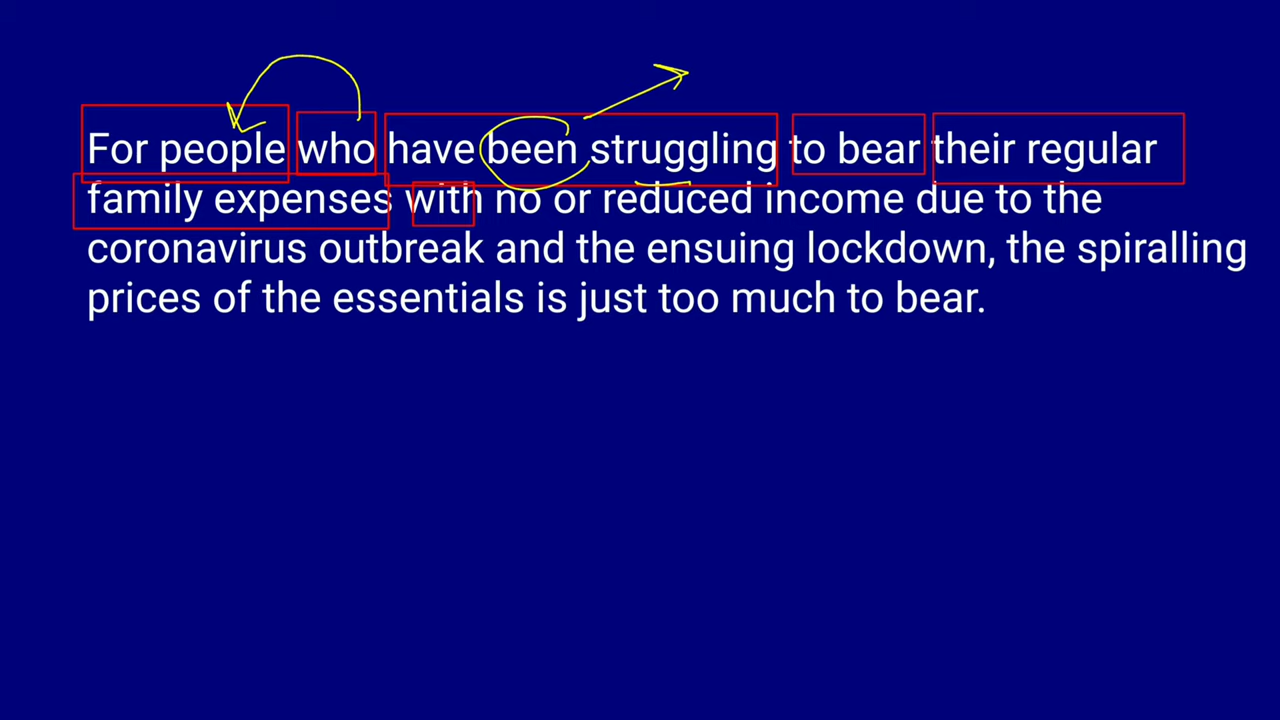 For people who have been struggling to bear their regular
family expenses with no or reduced income due to the
coronavirus outbreak and the ensuing lockdown, the spiralling
prices of the essentials is just too much to bear.